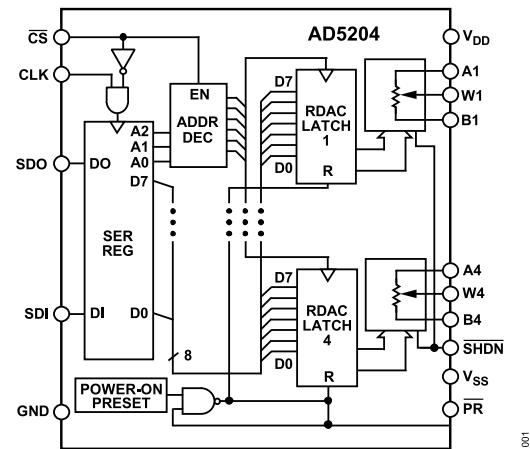 AD5204
CS
CLK
SDO
SDI
GND
EN
ADDR
DEC
A2
A1
A0
D7
DO
SER
REG
DI
D0
8
POWER-ON
PRESET
D7
D0
RDAC
LATCH
1
R
D7
D0
RDAC
LATCH
4
R
VDD
A1
W1
B1
A4
W4
B4
SHDN
VSS
PR
001